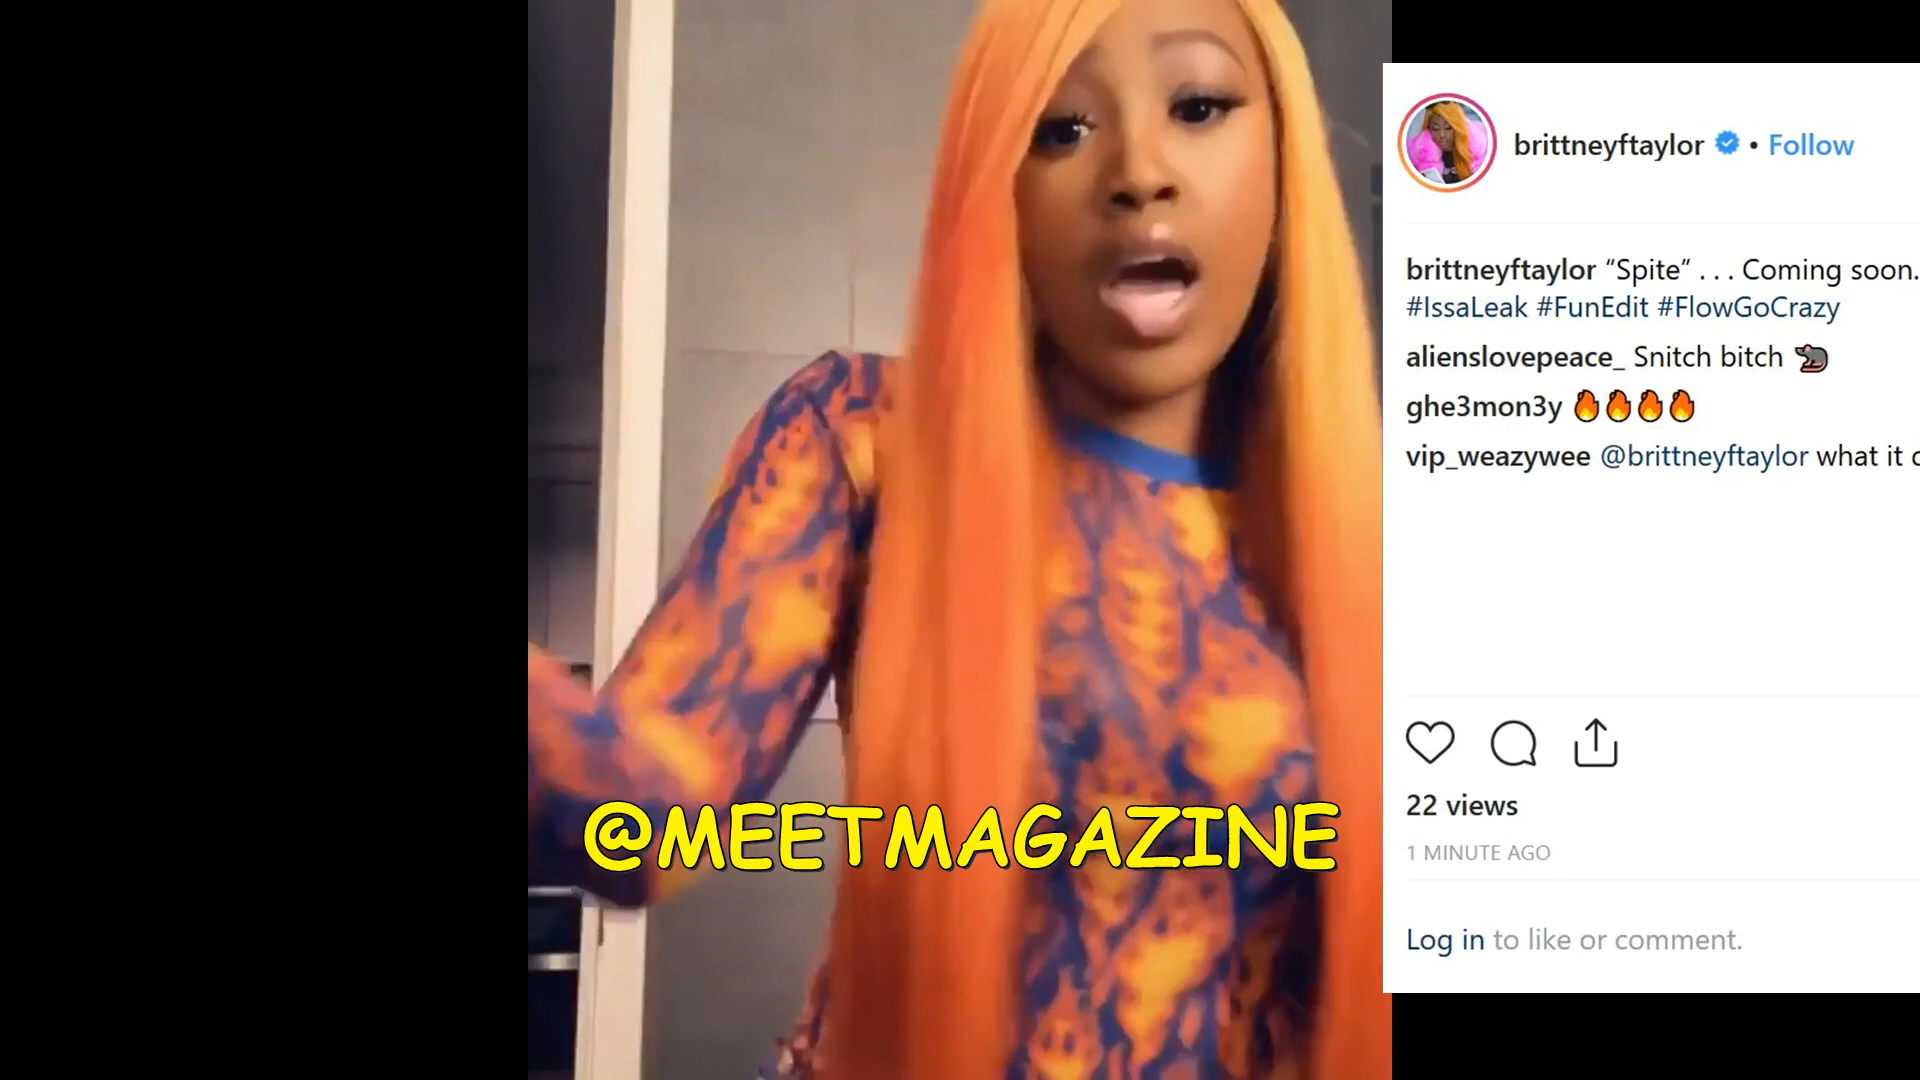 @MEETMAGAZINE
brittneyftaylor • Follow
brittneyftaylor “Spite” . . . Coming soon.
#IssaLeak #FunEdit #FlowGoCrazy
alienslovepeace_ Snitch bitch 🐀
ghe3mon3y 🔥🔥🔥🔥
vip_weazywee @brittneyftaylor what it
22 views
1 MINUTE AGO
Log in to like or comment.